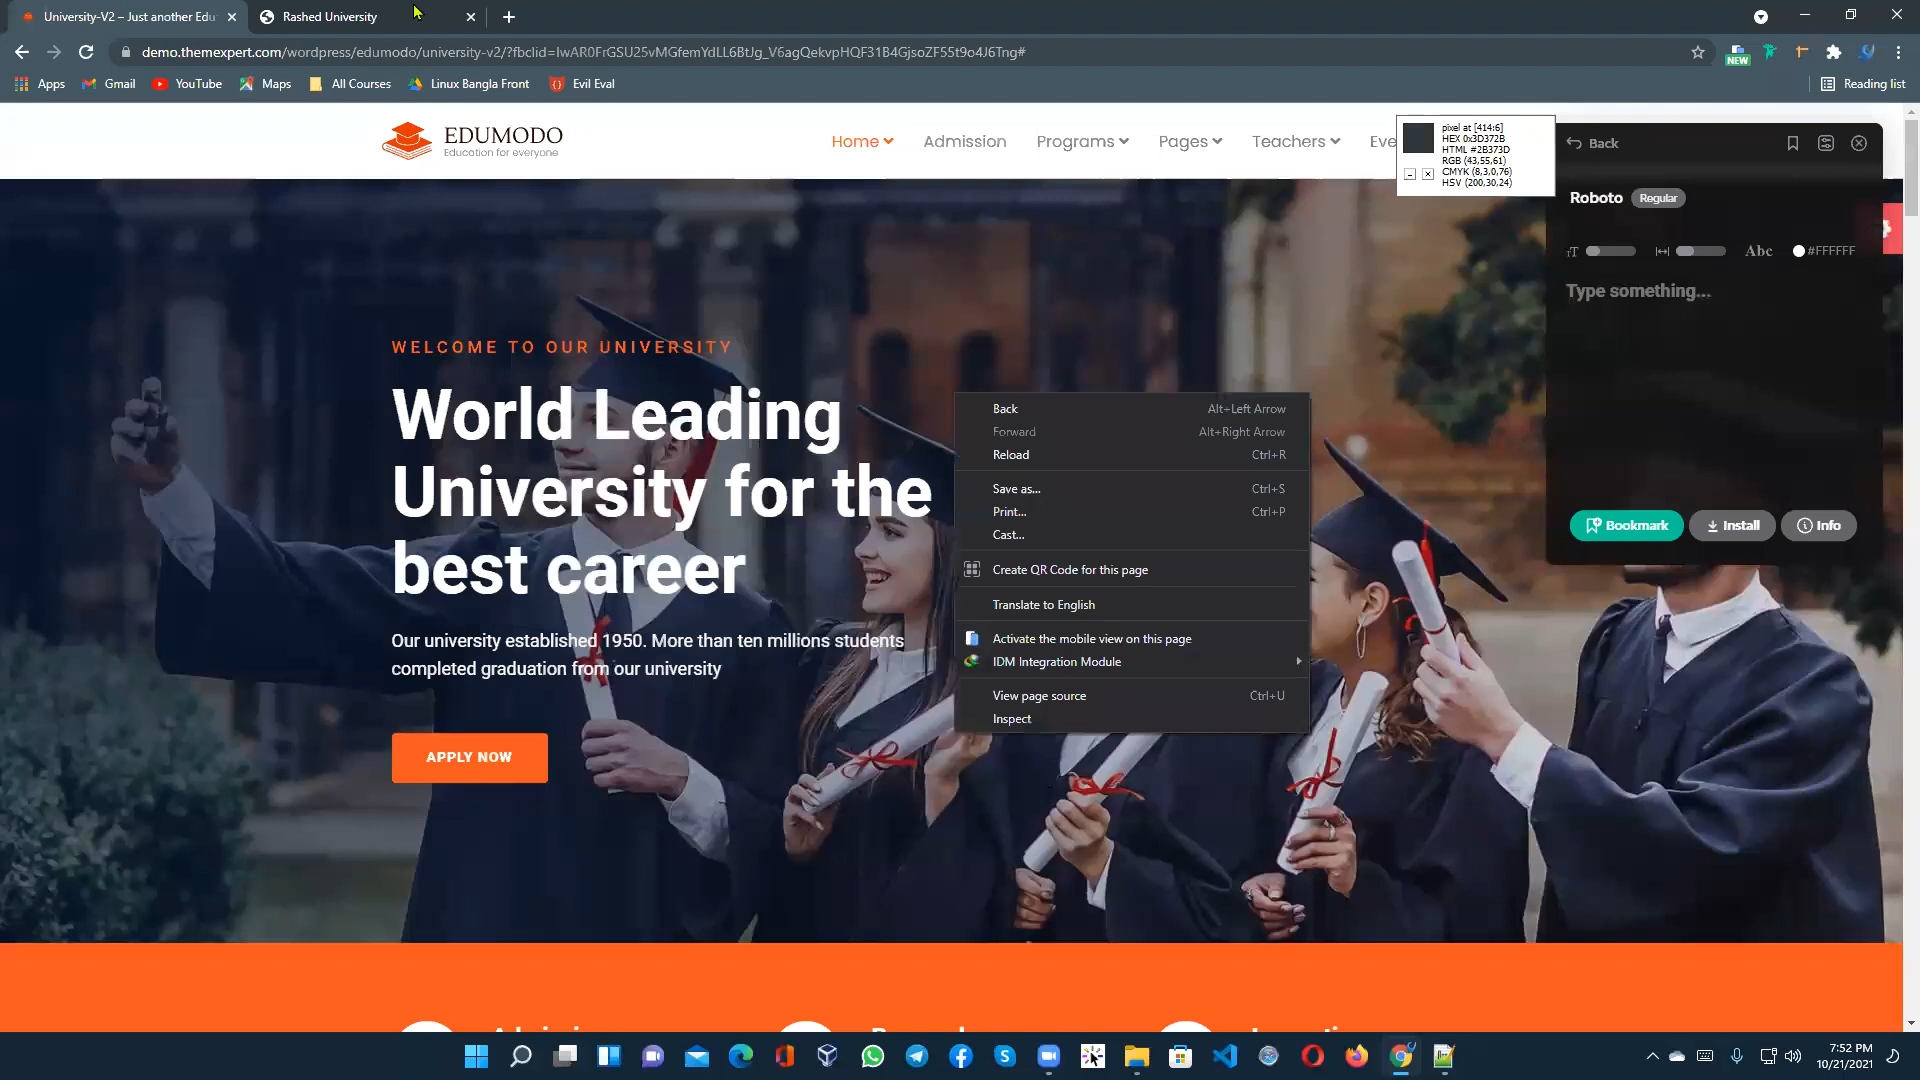 University-V2 – Just another Edu
Rashed University
demo.themexpert.com/wordpress/edumodo/university-v2/?fbclid=IwAR0FrGSU25vMGfemYdLL6BtJg_V6agQekvpHQF31B4GjsoZF55t9o4J6Tng#
NEW
Apps
Gmail
YouTube
Maps
All Courses
Linux Bangla Front
Evil Eval
Reading list
EDUMODO
Education for everyone
Home
Admission
Programs
Pages
Teachers
Eve
pixel at [414:6]
HEX 0x3D372B
HTML #2B373D
RGB (43,55,61)
CMYK (8,3,0,76)
HSV (200,30,24)
Back
Roboto Regular
Abc
#FFFFFF
Type something...
Bookmark
Install
Info
WELCOME TO OUR UNIVERSITY
World Leading
University for the
best career
Our university established 1950. More than ten millions students
completed graduation from our university
APPLY NOW
Back Alt+Left Arrow
Forward Alt+Right Arrow
Reload Ctrl+R
Save as... Ctrl+S
Print... Ctrl+P
Cast...
Create QR Code for this page
Translate to English
Activate the mobile view on this page
IDM Integration Module
View page source Ctrl+U
Inspect
7:52 PM
10/21/2021